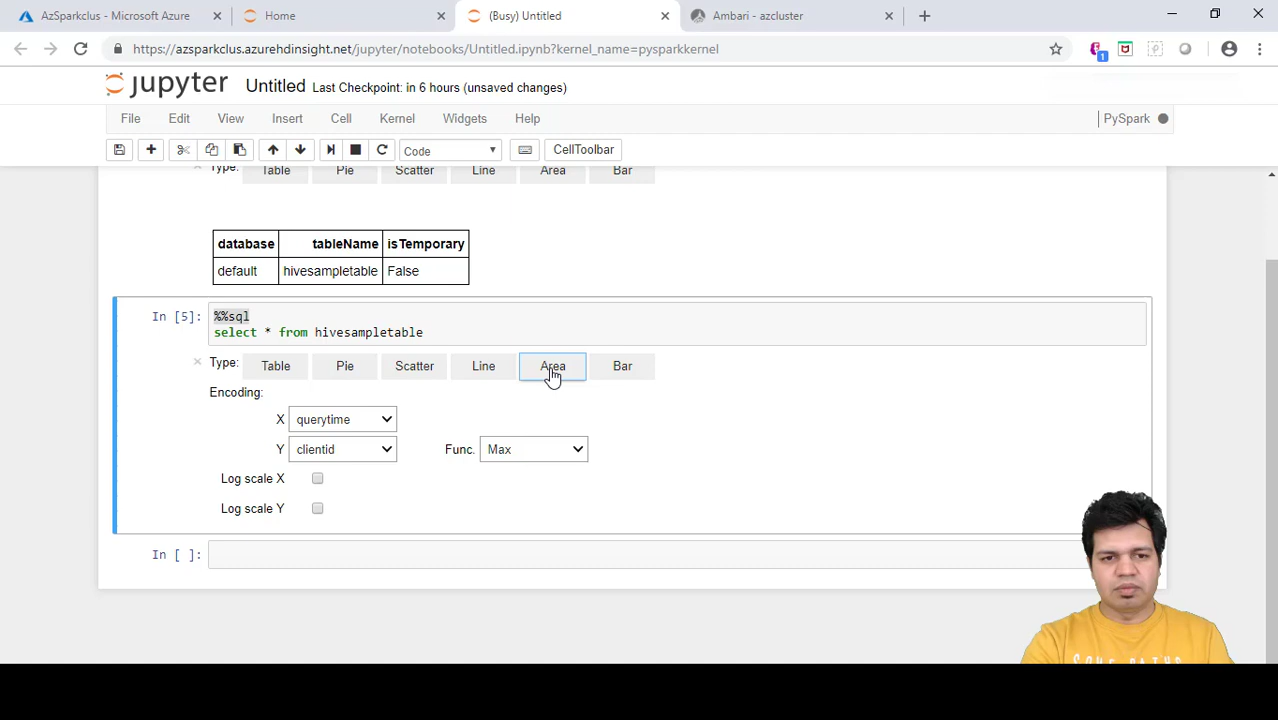 AzSparkclus - Microsoft Azure
Home
(Busy) Untitled
Ambari - azcluster
https://azsparkclus.azurehdinsight.net/jupyter/notebooks/Untitled.ipynb?kernel_name=pysparkkernel
1
jupyter Untitled Last Checkpoint: in 6 hours (unsaved changes)
File Edit View Insert Cell Kernel Widgets Help PySpark
Code CellToolbar
Type: Table Pie Scatter Line Area Bar
database tableName isTemporary
default hivesampletable False
In [5]: %%sql
select * from hivesampletable
Type: Table Pie Scatter Line Area Bar
Encoding:
X querytime
Y clientid Func. Max
Log scale X
Log scale Y
In [ ]: